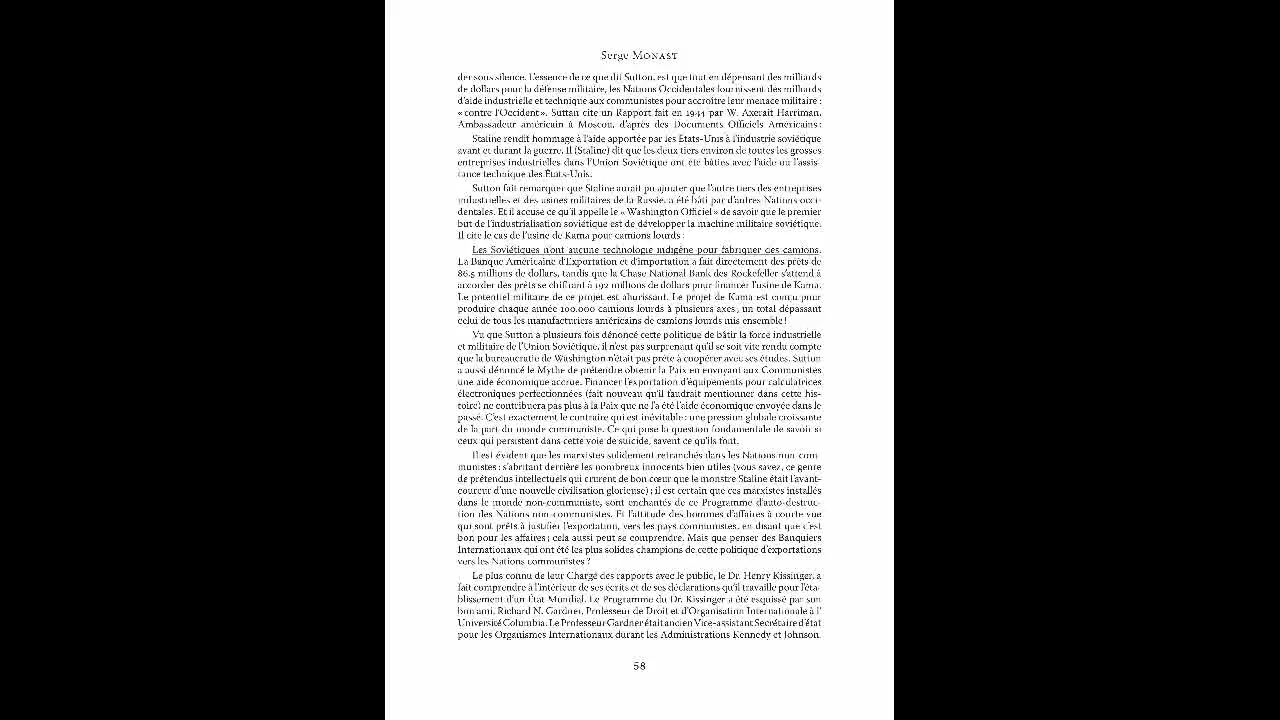 Serge Monast
der sous silence. L'essence de ce que dit Sutton, est que tout en dépensant des milliards
de dollars pour la défense militaire, les Nations Occidentales fournissent des milliards
d'aide industrielle et technique aux communistes pour accroître leur menace militaire :
« contre l'Occident ». Suttan cite un Rapport fait en 1944 par W. Axerait Harriman,
Ambassadeur américain à Moscou, d'après des Documents Officiels Américains :
Staline rendit hommage à l'aide apportée par les États-Unis à l'industrie soviétique
avant et durant la guerre. Il (Staline) dit que les deux tiers environ de toutes les grosses
entreprises industrielles dans l'Union Soviétique ont été bâties avec l'aide ou l'assis-
tance technique des États-Unis.
Sutton fait remarquer que Staline aurait pu ajouter que l'autre tiers des entreprises
industrielles et des usines militaires de la Russie, a été bâti par d'autres Nations occi-
dentales. Et il accuse ce qu'il appelle le « Washington Officiel » de savoir que le premier
but de l'industrialisation soviétique est de développer la machine militaire soviétique.
Il cite le cas de l'usine de Kama pour camions lourds :
Les Soviétiques n'ont aucune technologie indigène pour fabriquer des camions.
La Banque Américaine d'Exportation et d'importation a fait directement des prêts de
86,5 millions de dollars, tandis que la Chase National Bank des Rockefeller s'attend à
accorder des prêts se chiffrant à 192 millions de dollars pour financer l'usine de Kama.
Le potentiel militaire de ce projet est ahurissant. Le projet de Kama est conçu pour
produire chaque année 100.000 camions lourds à plusieurs axes ; un total dépassant
celui de tous les manufacturiers américains de camions lourds mis ensemble !
Vu que Sutton a plusieurs fois dénoncé cette politique de bâtir la force industrielle
et militaire de l'Union Soviétique, il n'est pas surprenant qu'il se soit vite rendu compte
que la bureaucratie de Washington n'était pas prête à coopérer avec ses études. Sutton
a aussi dénoncé le Mythe de prétendre obtenir la Paix en envoyant aux Communistes
une aide économique accrue. Financer l'exportation d'équipements pour calculatrices
électroniques perfectionnées (fait nouveau qu'il faudrait mentionner dans cette his-
toire) ne contribuera pas plus à la Paix que ne l'a été l'aide économique envoyée dans le
passé. C'est exactement le contraire qui est inévitable : une pression globale croissante
de la part du monde communiste. Ce qui pose la question fondamentale de savoir si
ceux qui persistent dans cette voie de suicide, savent ce qu'ils font.
Il est évident que les marxistes solidement retranchés dans les Nations non-com-
munistes : s'abritant derrière les nombreux innocents bien utiles (vous savez, ce genre
de prétendus intellectuels qui crurent de bon cœur que le monstre Staline était l'avant-
coureur d'une nouvelle civilisation glorieuse) ; il est certain que ces marxistes installés
dans le monde non-communiste, sont enchantés de ce Programme d'auto-destruc-
tion des Nations non-communistes. Et l'attitude des hommes d'affaires à courte vue
qui sont prêts à justifier l'exportation, vers les pays communistes, en disant que c'est
bon pour les affaires ; cela aussi peut se comprendre. Mais que penser des Banquiers
Internationaux qui ont été les plus solides champions de cette politique d'exportations
vers les Nations communistes ?
Le plus connu de leur Chargé des rapports avec le public, le Dr. Henry Kissinger, a
fait comprendre à l'intérieur de ses écrits et de ses déclarations qu'il travaille pour l'éta-
blissement d'un État Mondial. Le Programme du Dr. Kissinger a été esquissé par son
bon ami, Richard N. Gardner, Professeur de Droit et d'Organisation Internationale à l'
Université Columbia. Le Professeur Gardner était ancien Vice-assistant Secrétaire d'état
pour les Organismes Internationaux durant les Administrations Kennedy et Johnson.
58